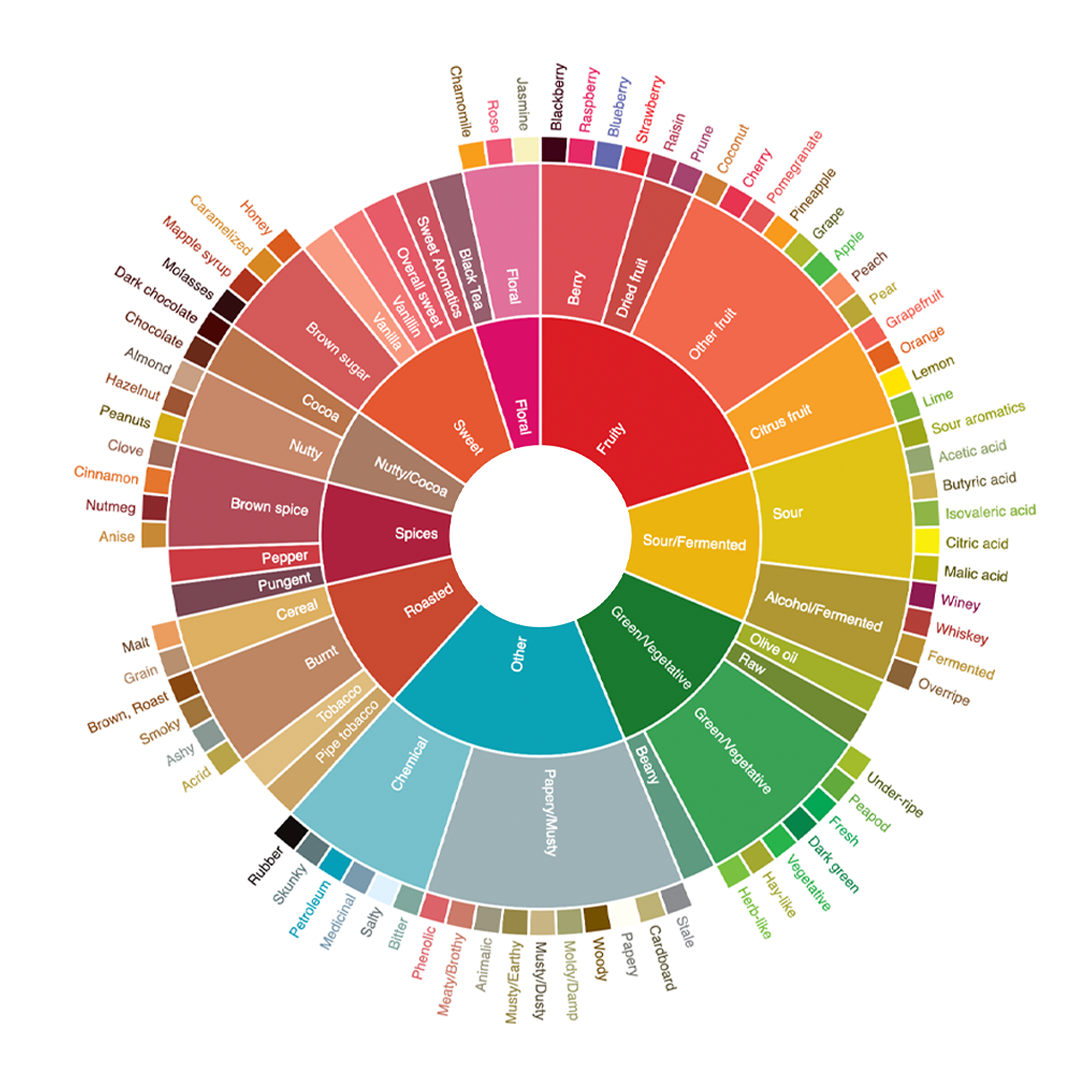 Fruity
Sour/Fermented
Green/Vegetative
Other
Roasted
Spices
Nutty/Cocoa
Sweet
Floral
Berry
Dried fruit
Other fruit
Citrus fruit
Sour
Alcohol/Fermented
Olive oil
Raw
Green/Vegetative
Beany
Papery/Musty
Chemical
Pipe tobacco
Tobacco
Burnt
Cereal
Pungent
Pepper
Brown spice
Nutty
Cocoa
Brown sugar
Vanilla
Vanillin
Overall sweet
Sweet Aromatics
Black Tea
Floral
Blackberry
Raspberry
Blueberry
Strawberry
Raisin
Prune
Coconut
Cherry
Pomegranate
Pineapple
Grape
Apple
Peach
Pear
Grapefruit
Orange
Lemon
Lime
Sour aromatics
Acetic acid
Butyric acid
Isovaleric acid
Citric acid
Malic acid
Winey
Whiskey
Fermented
Overripe
Under-ripe
Peapod
Fresh
Dark green
Vegetative
Hay-like
Herb-like
Stale
Cardboard
Papery
Woody
Moldy/Damp
Musty/Dusty
Musty/Earthy
Animalic
Meaty/Brothy
Phenolic
Bitter
Salty
Medicinal
Petroleum
Skunky
Rubber
Acrid
Ashy
Smoky
Brown, Roast
Grain
Malt
Anise
Nutmeg
Cinnamon
Clove
Peanuts
Hazelnut
Almond
Chocolate
Dark chocolate
Molasses
Mapple syrup
Caramelized
Honey
Chamomile
Rose
Jasmine